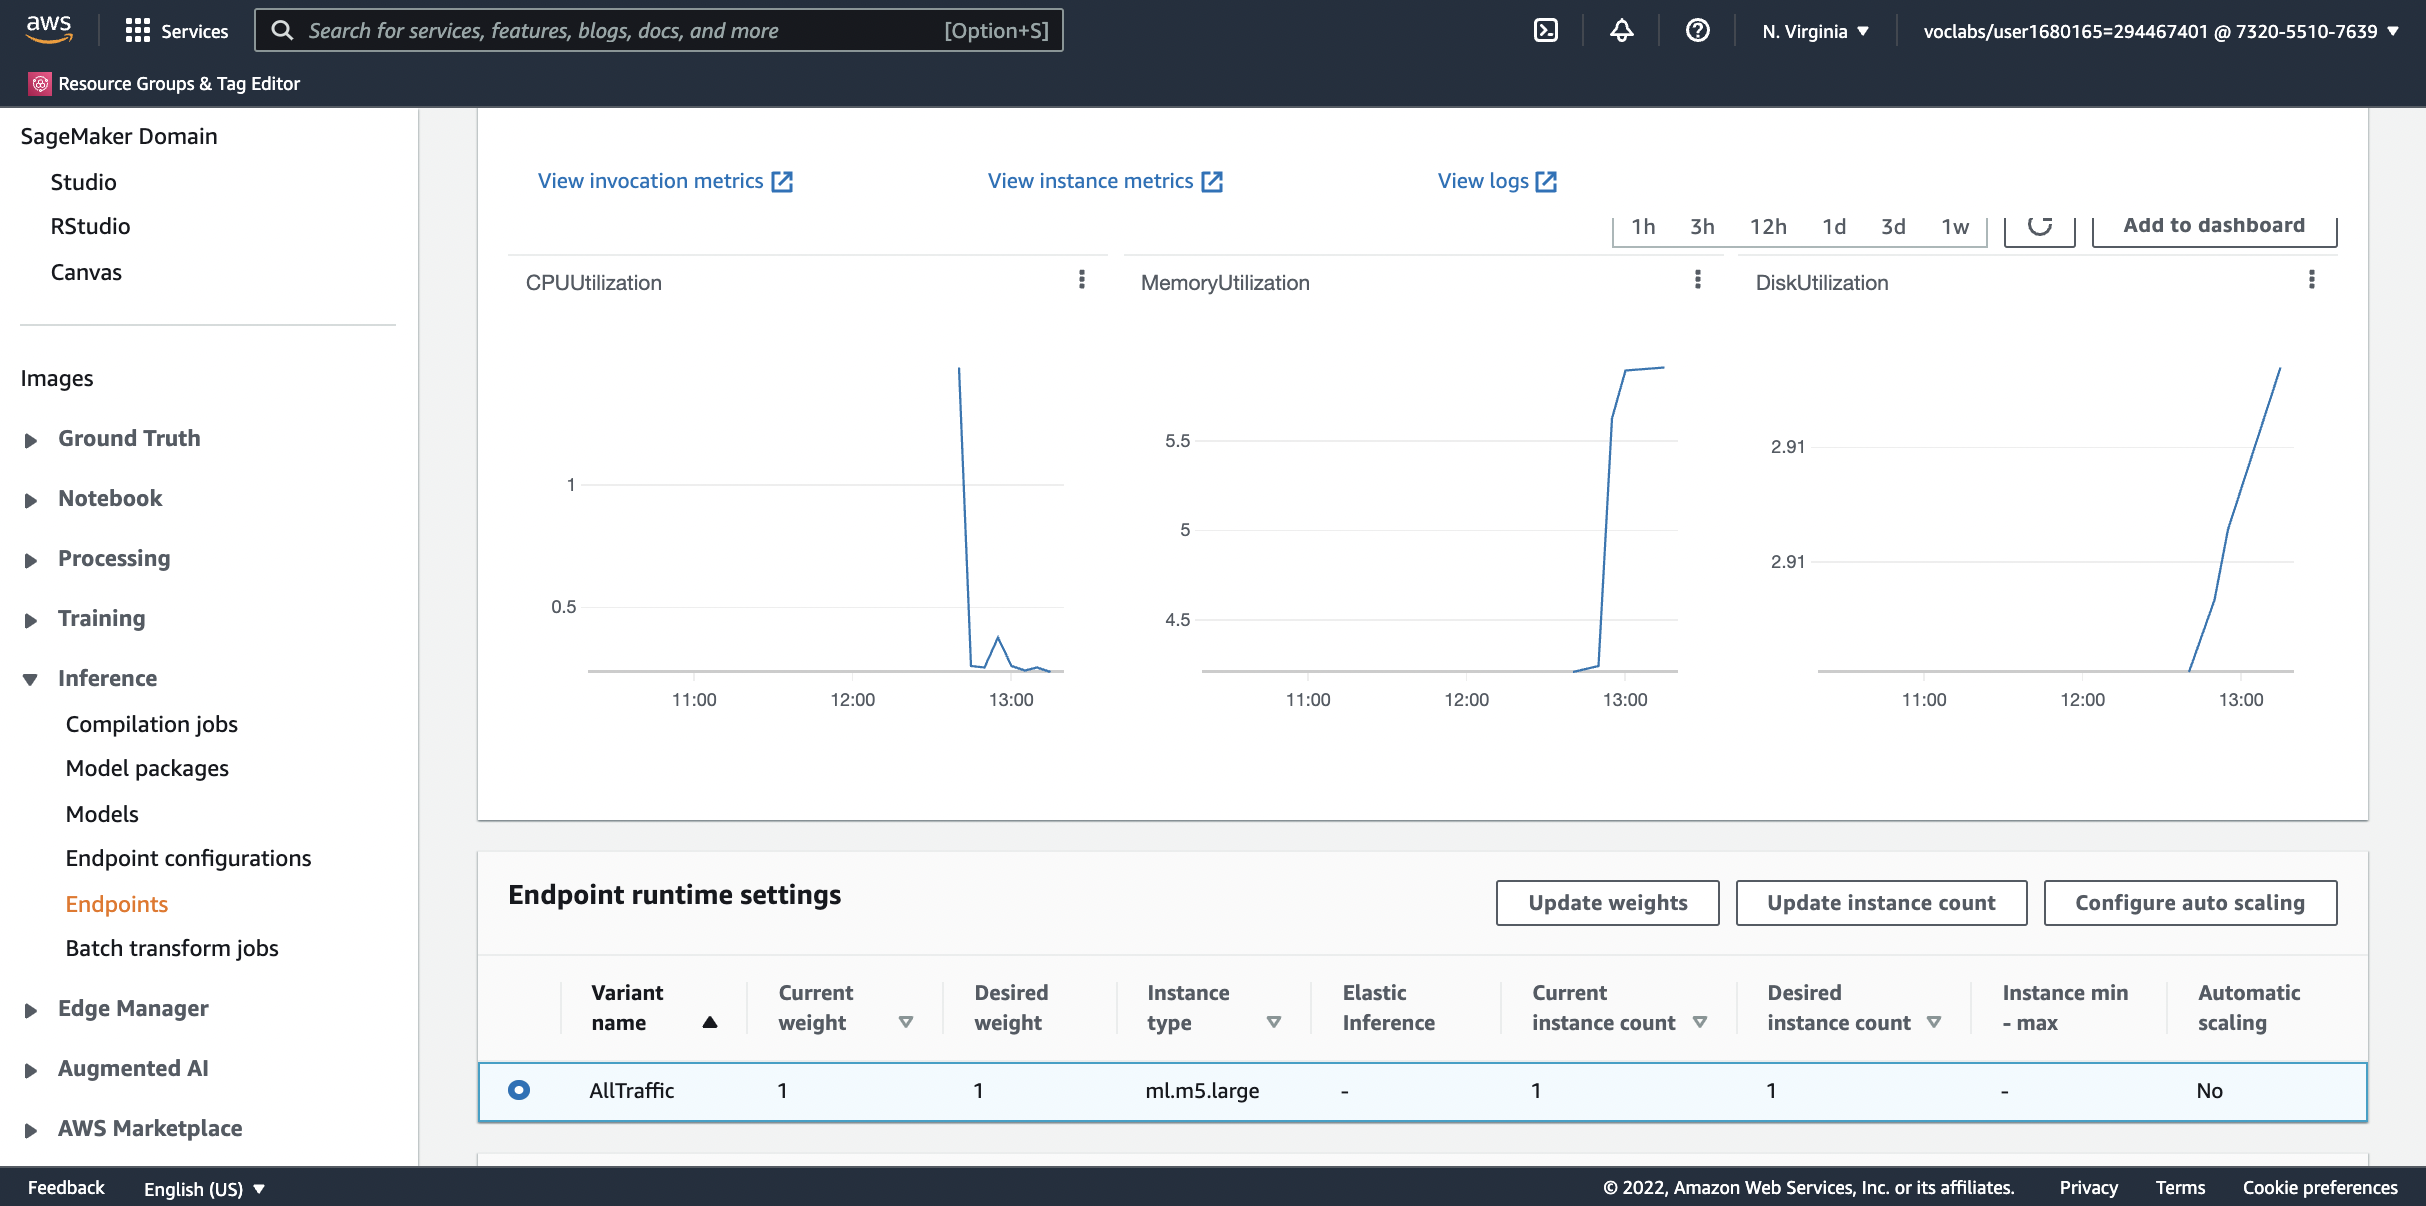 aws
Services
Search for services, features, blogs, docs, and more
[Option+S]
N. Virginia
voclabs/user1680165=294467401 @ 7320-5510-7639
Resource Groups & Tag Editor
SageMaker Domain
Studio
RStudio
Canvas
Images
Ground Truth
Notebook
Processing
Training
Inference
Compilation jobs
Model packages
Models
Endpoint configurations
Endpoints
Batch transform jobs
Edge Manager
Augmented AI
AWS Marketplace
View invocation metrics
View instance metrics
View logs
1h 3h 12h 1d 3d 1w
Add to dashboard
CPUUtilization
1
0.5
11:00 12:00 13:00
MemoryUtilization
5.5
5
4.5
11:00 12:00 13:00
DiskUtilization
2.91
2.91
11:00 12:00 13:00
Endpoint runtime settings
Update weights
Update instance count
Configure auto scaling
Variant name
Current weight
Desired weight
Instance type
Elastic Inference
Current instance count
Desired instance count
Instance min - max
Automatic scaling
AllTraffic 1 1 ml.m5.large - 1 1 - No
Feedback
English (US)
© 2022, Amazon Web Services, Inc. or its affiliates.
Privacy
Terms
Cookie preferences